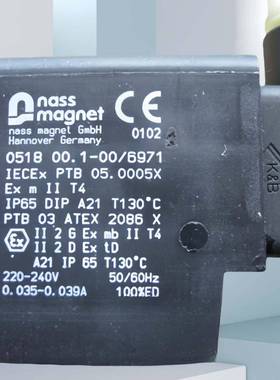 nass
magnet
nass magnet GmbH
Hannover Germany
CE
0102
0518 00.1-00/6971
IECEx PTB 05.0005X
Ex m II T4
IP65 DIP A21 T130°C
PTB 03 ATEX 2086 X
Ex II 2 G Ex mb II T4
II 2 D Ex tD
A21 IP 65 T130°C
220-240V 50/60Hz
0.035-0.039A 100%ED
K&B